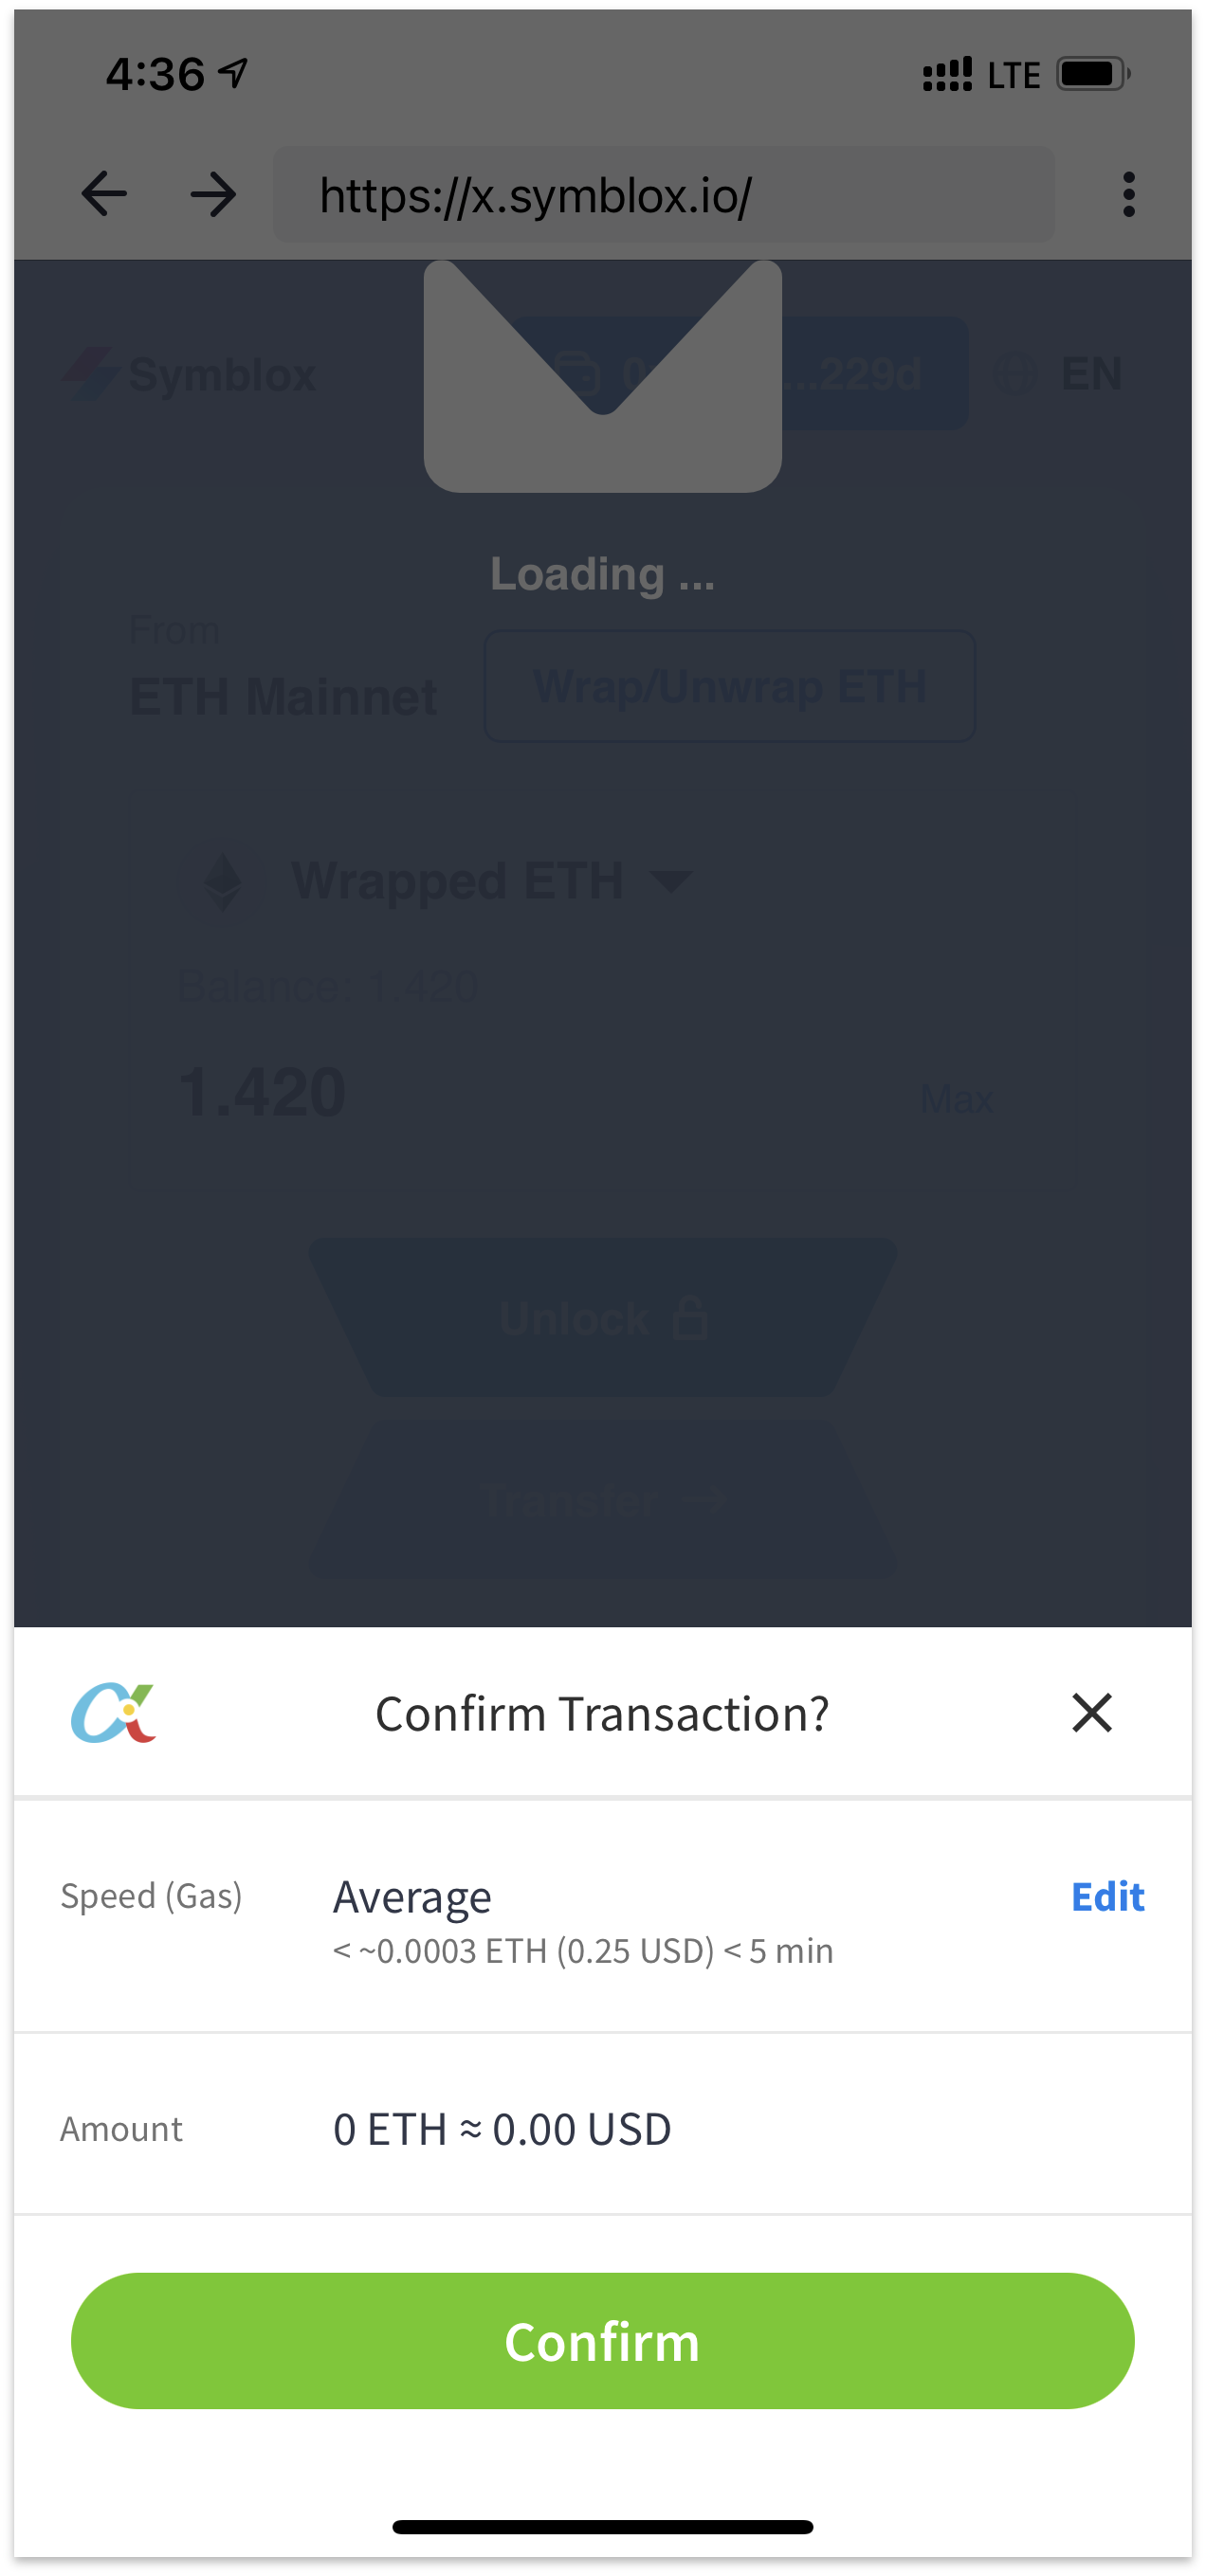 4:36 LTE
https://x.symblox.io/
Symblox 0 ...229d EN
Loading ...
From
ETH Mainnet Wrap/Unwrap ETH
Wrapped ETH
Balance: 1.420
1.420 Max
Unlock
Transfer →
Confirm Transaction?
Speed (Gas) Average Edit
< ~0.0003 ETH (0.25 USD) < 5 min
Amount 0 ETH ≈ 0.00 USD
Confirm